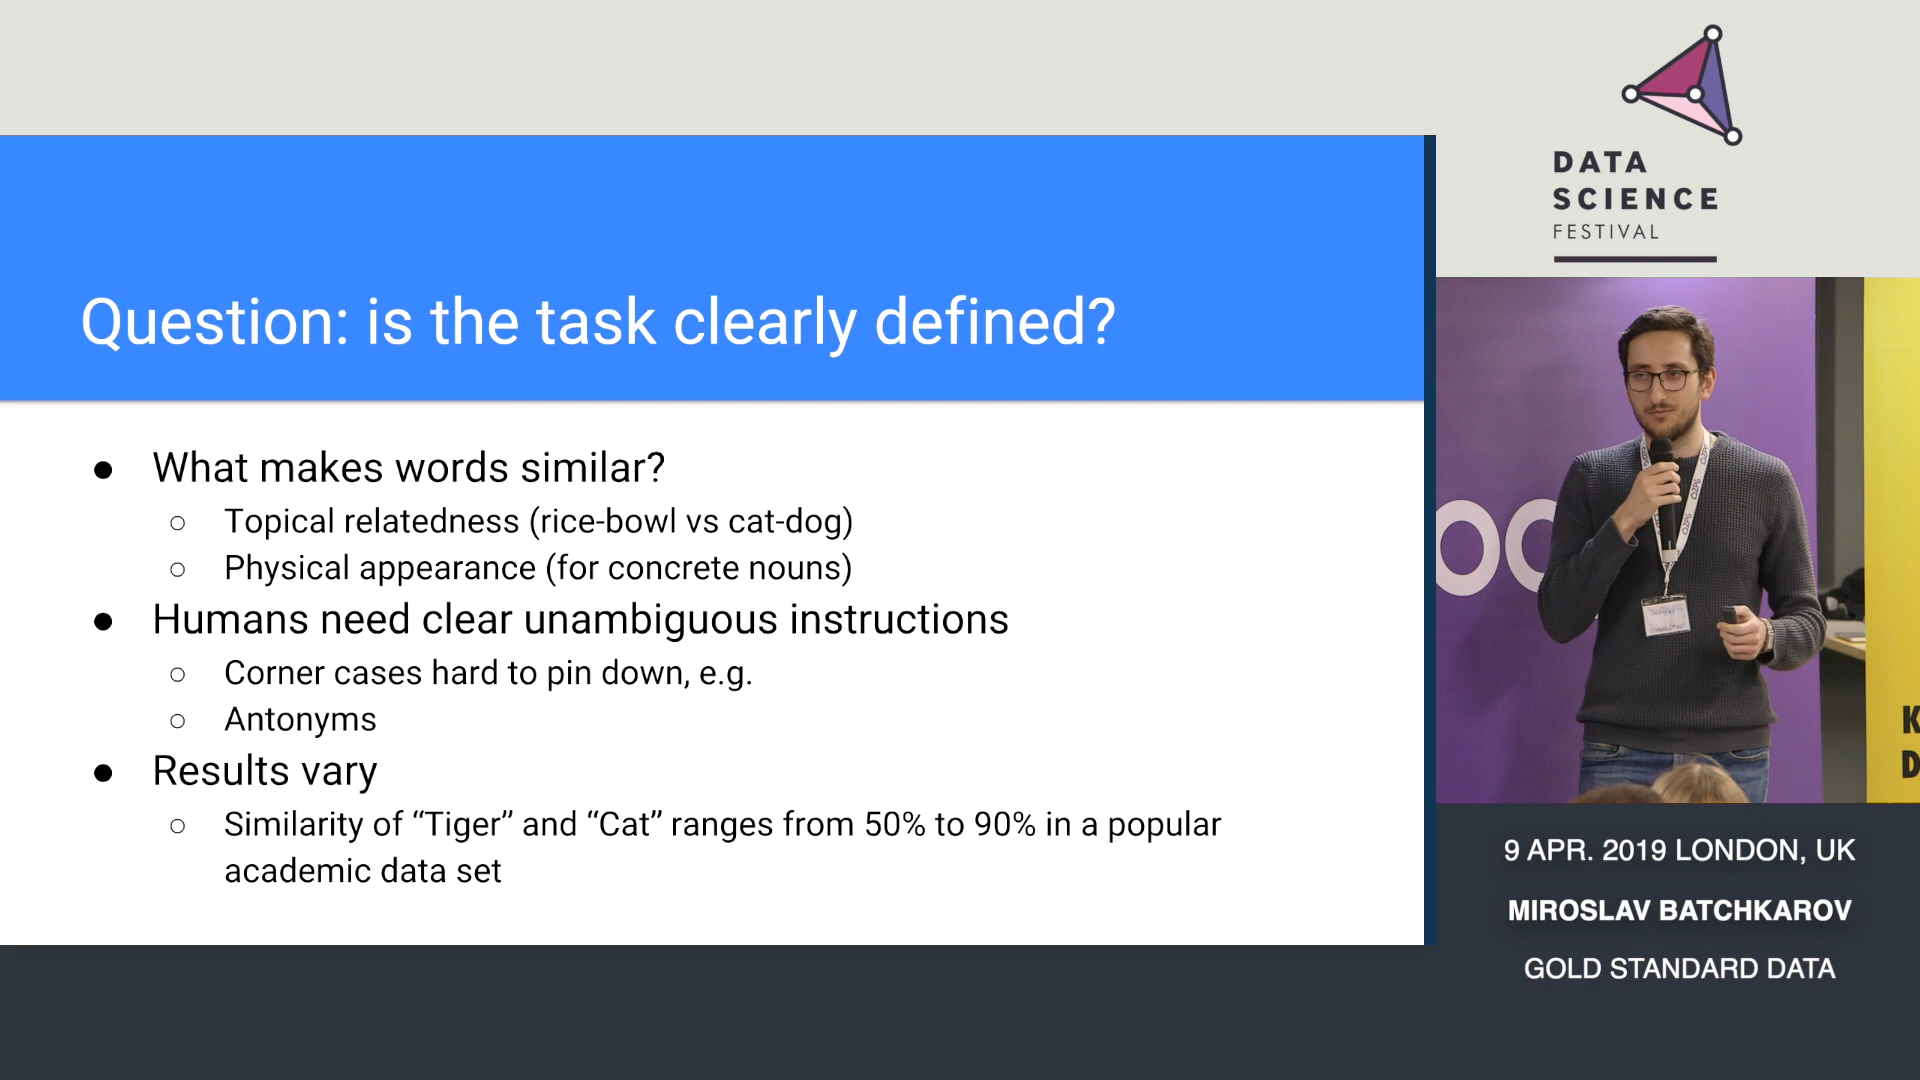 DATA
SCIENCE
FESTIVAL
Question: is the task clearly defined?
● What makes words similar?
○ Topical relatedness (rice-bowl vs cat-dog)
○ Physical appearance (for concrete nouns)
● Humans need clear unambiguous instructions
○ Corner cases hard to pin down, e.g.
○ Antonyms
● Results vary
○ Similarity of “Tiger” and “Cat” ranges from 50% to 90% in a popular
academic data set
OO
ZPG
ZPG
K
D
9 APR. 2019 LONDON, UK
MIROSLAV BATCHKAROV
GOLD STANDARD DATA